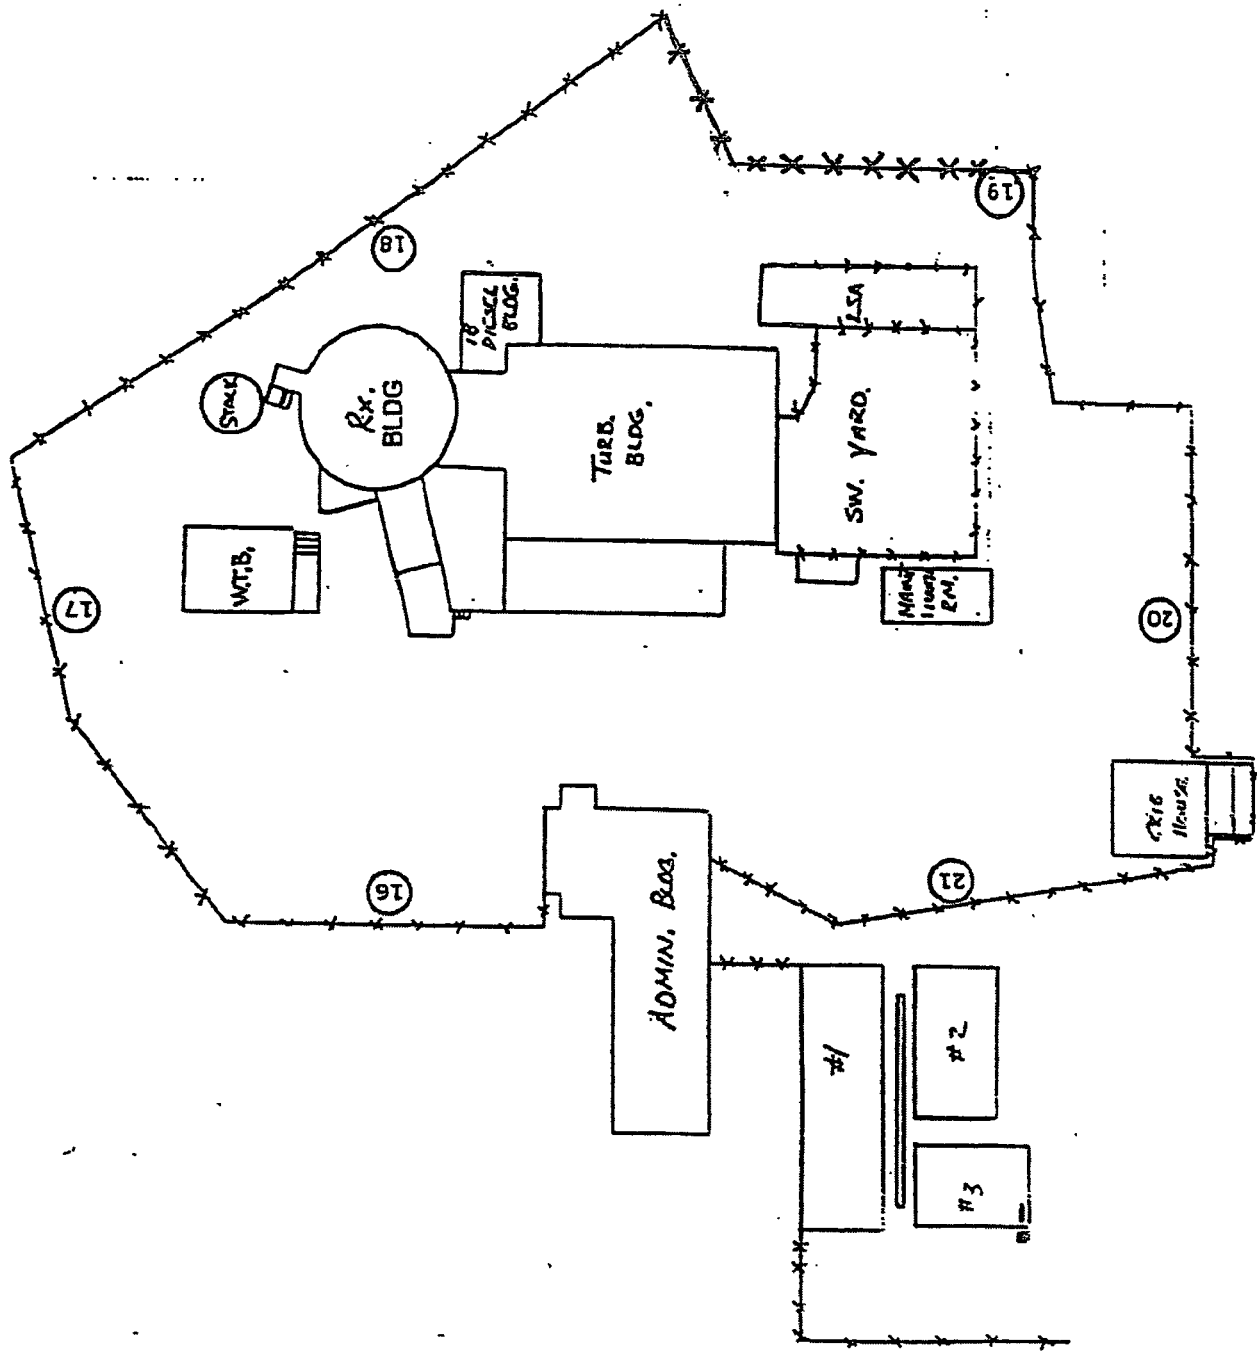 18
19
17
20
16
21
STACK
Rx.
BLDG
1B
DIESEL
BLDG.
LSA
TURB.
BLDG.
SW. YARD.
W.T.B.
RM.
ADMIN. BLDG.
#1
#2
#3